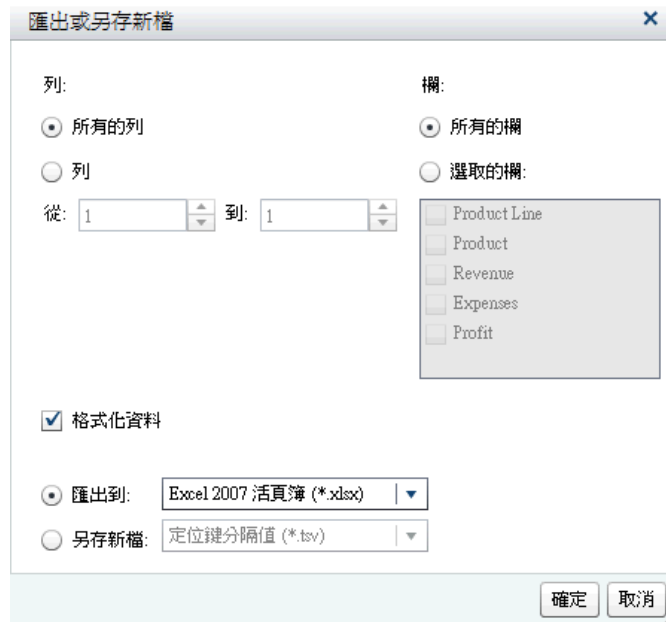 匯出或另存新檔
列:
欄:
所有的列
所有的欄
列
選取的欄:
從: 1 到: 1
Product Line
Product
Revenue
Expenses
Profit
格式化資料
匯出到: Excel 2007 活頁簿 (*.xlsx)
另存新檔: 定位鍵分隔值 (*.tsv)
確定 取消